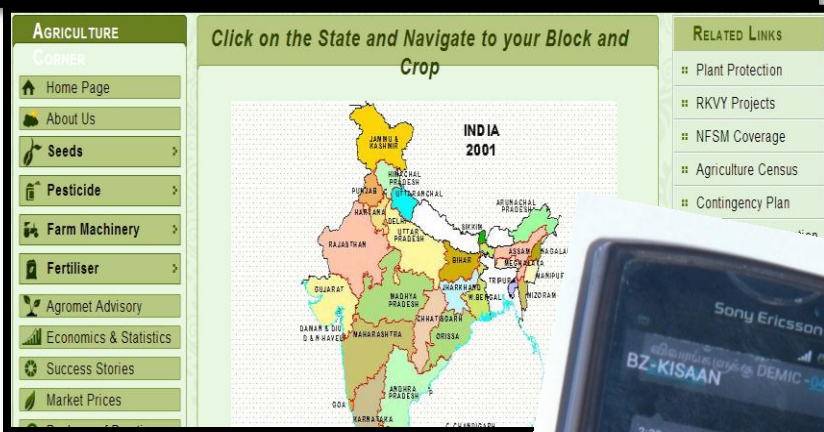 AGRICULTURE
CORNER
Home Page
About Us
Seeds
Pesticide
Farm Machinery
Fertiliser
Agromet Advisory
Economics & Statistics
Success Stories
Market Prices
Click on the State and Navigate to your Block and
Crop
INDIA
2001
JAMMU &
KASHMIR
HIMACHAL
PRADESH
PUNJAB
UTTARANCHAL
HARYANA
DELHI
UTTAR
PRADESH
RAJASTHAN
SIKKIM
ARUNACHAL
PRADESH
ASSAM
NAGALA
MEGHALAYA
MANIPUR
TRIPURA
MIZORAM
BIHAR
JHARKHAND
W.BENGAL
GUJARAT
MADHYA
PRADESH
CHHATISGARH
ORISSA
DAMAN & DIU
D & N HAVELI
MAHARASHTRA
ANDHRA
PRADESH
GOA
KARNATAKA
C. CHANDIGARH
RELATED LINKS
Plant Protection
RKVY Projects
NFSM Coverage
Agriculture Census
Contingency Plan
Sony Ericsson
DEMIC -
BZ-KISAAN